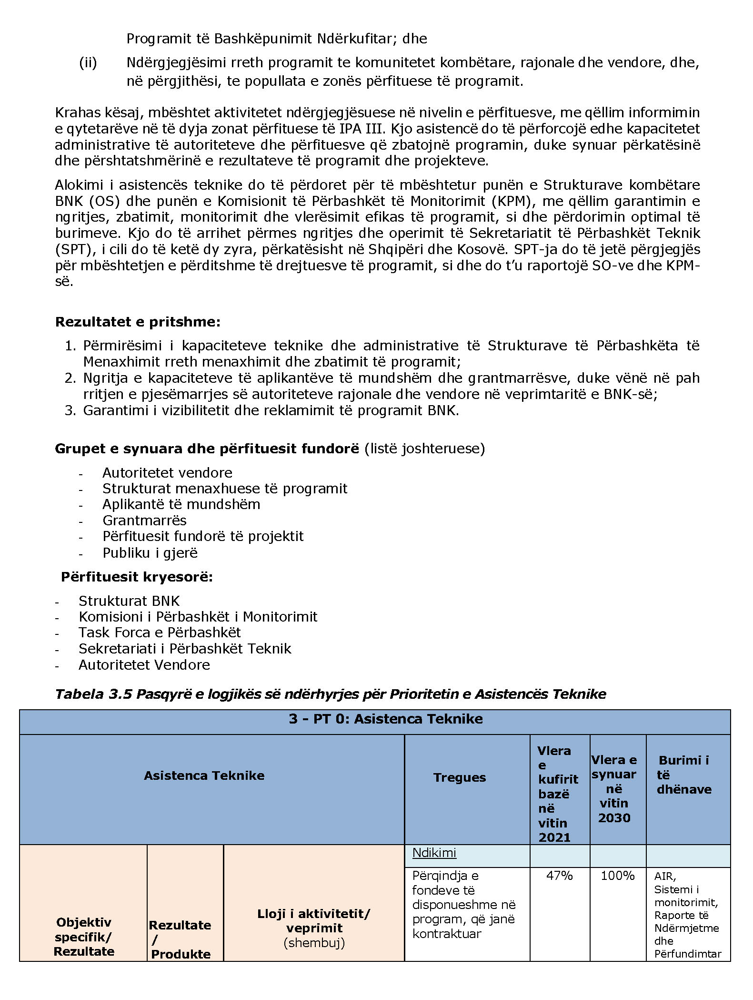 Programit të Bashkëpunimit Ndërkufitar; dhe
(ii) Ndërgjegjësimi rreth programit te komunitetet kombëtare, rajonale dhe vendore, dhe,
në përgjithësi, te popullata e zonës përfituese të programit.
Krahas kësaj, mbështet aktivitetet ndërgjegjësuese në nivelin e përfituesve, me qëllim informimin
e qytetarëve në të dyja zonat përfituese të IPA III. Kjo asistencë do të përforcojë edhe kapacitetet
administrative të autoriteteve dhe përfituesve që zbatojnë programin, duke synuar përkatësinë
dhe përshtatshmërinë e rezultateve të programit dhe projekteve.
Alokimi i asistencës teknike do të përdoret për të mbështetur punën e Strukturave kombëtare
BNK (OS) dhe punën e Komisionit të Përbashkët të Monitorimit (KPM), me qëllim garantimin e
ngritjes, zbatimit, monitorimit dhe vlerësimit efikas të programit, si dhe përdorimin optimal të
burimeve. Kjo do të arrihet përmes ngritjes dhe operimit të Sekretariatit të Përbashkët Teknik
(SPT), i cili do të ketë dy zyra, përkatësisht në Shqipëri dhe Kosovë. SPT-ja do të jetë përgjegjës
për mbështetjen e përditshme të drejtuesve të programit, si dhe do t’u raportojë SO-ve dhe KPM-
së.
Rezultatet e pritshme:
1. Përmirësimi i kapaciteteve teknike dhe administrative të Strukturave të Përbashkëta të
Menaxhimit rreth menaxhimit dhe zbatimit të programit;
2. Ngritja e kapaciteteve të aplikantëve të mundshëm dhe grantmarrësve, duke vënë në pah
rritjen e pjesëmarrjes së autoriteteve rajonale dhe vendore në veprimtaritë e BNK-së;
3. Garantimi i vizibilitetit dhe reklamimit të programit BNK.
Grupet e synuara dhe përfituesit fundorë (listë joshteruese)
- Autoritetet vendore
- Strukturat menaxhuese të programit
- Aplikantë të mundshëm
- Grantmarrës
- Përfituesit fundorë të projektit
- Publiku i gjerë
Përfituesit kryesorë:
- Strukturat BNK
- Komisioni i Përbashkët i Monitorimit
- Task Forca e Përbashkët
- Sekretariati i Përbashkët Teknik
- Autoritetet Vendore
Tabela 3.5 Pasqyrë e logjikës së ndërhyrjes për Prioritetin e Asistencës Teknike
3 - PT 0: Asistenca Teknike
Asistenca Teknike
Tregues
Vlera
e
kufirit
bazë
në
vitin
2021
Vlera e
synuar
në
vitin
2030
Burimi i
të
dhënave
Objektiv
specifik/
Rezultate
Rezultate
/
Produkte
Lloji i aktivitetit/
veprimit
(shembuj)
Ndikimi
Përqindja e
fondeve të
disponueshme në
program, që janë
kontraktuar
47%
100%
AIR,
Sistemi i
monitorimit,
Raporte të
Ndërmjetme
dhe
Përfundimtar